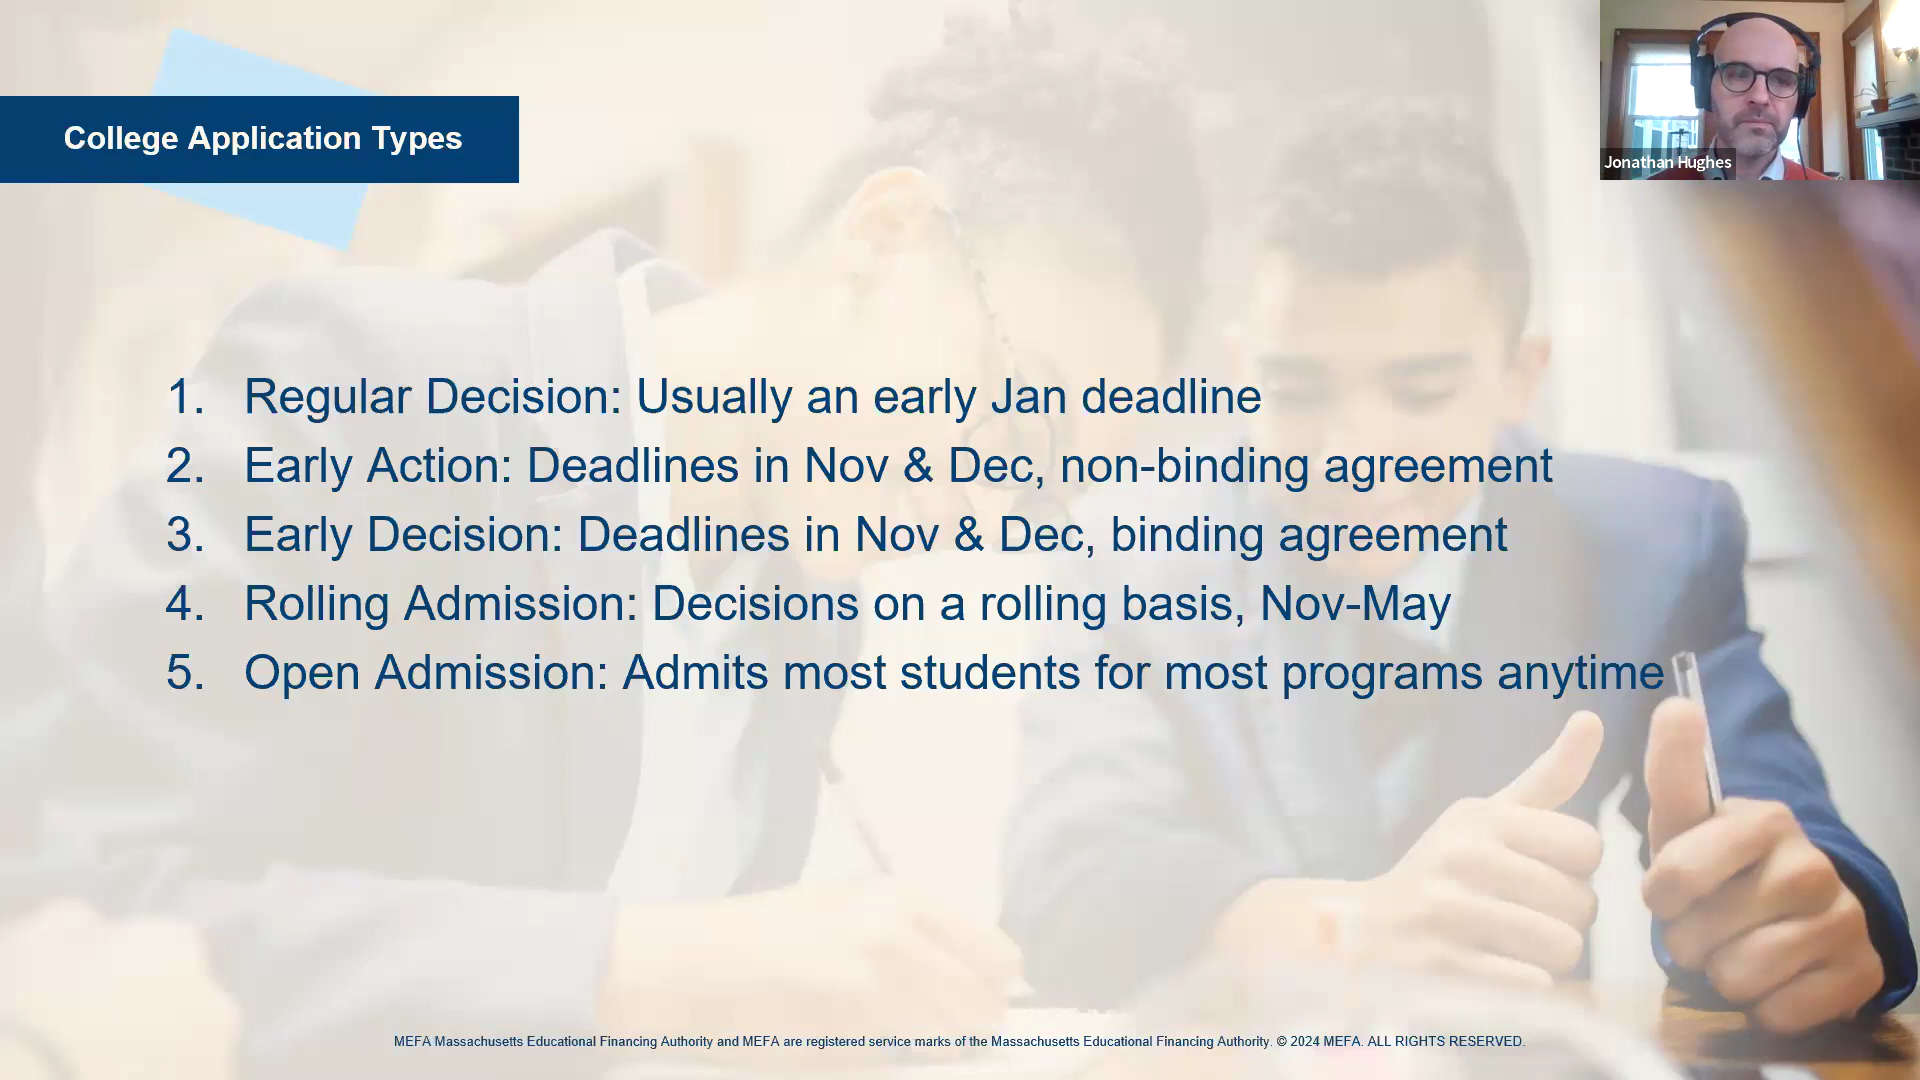 College Application Types
Jonathan Hughes
1. Regular Decision: Usually an early Jan deadline
2. Early Action: Deadlines in Nov & Dec, non-binding agreement
3. Early Decision: Deadlines in Nov & Dec, binding agreement
4. Rolling Admission: Decisions on a rolling basis, Nov-May
5. Open Admission: Admits most students for most programs anytime
MEFA Massachusetts Educational Financing Authority and MEFA are registered service marks of the Massachusetts Educational Financing Authority. © 2024 MEFA. ALL RIGHTS RESERVED.